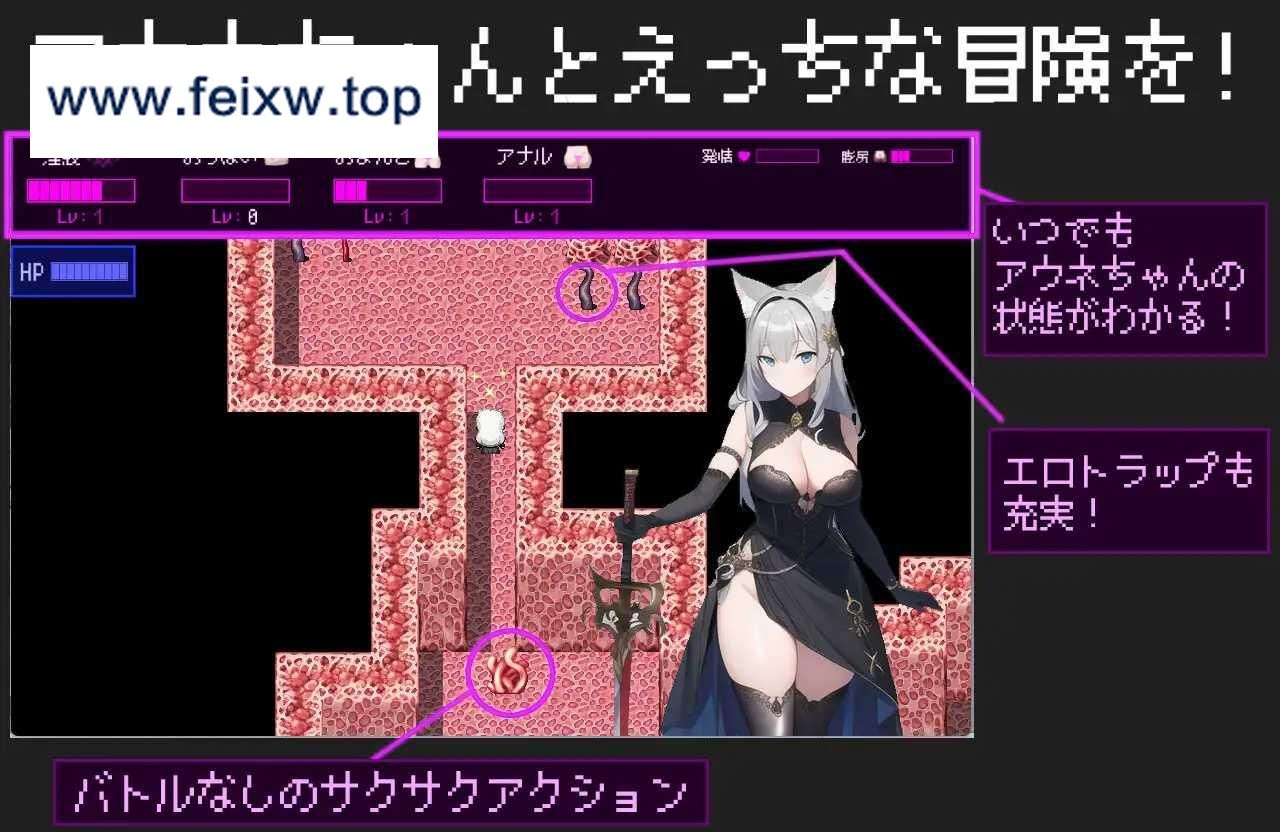 んとえっちな冒険を!
www.feixw.top
アナル
発情
膨尻
Lv:1
Lv:0
Lv:1
Lv:1
HP
いつでも
アウネちゃんの
状態がわかる!
エロトラップも
充実!
バトルなしのサクサクアクション